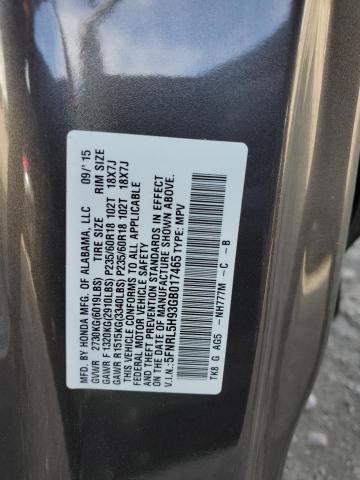 MFD. BY HONDA MFG. OF ALABAMA, LLC 09/ 15
TIRE SIZE RIM SIZE
GVWR 2730KG(6019LBS)
GAWR F 1320KG(2910LBS) P235/60R18 102T 18X7J
GAWR R1515KG(3340LBS) P235/60R18 102T 18X7J
THIS VEHICLE CONFORMS TO ALL APPLICABLE
FEDERAL MOTOR VEHICLE SAFETY
AND THEFT PREVENTION STANDARDS IN EFFECT
ON THE DATE OF MANUFACTURE SHOWN ABOVE.
V.I.N.:5FNRL5H93GB017465 TYPE: MPV
TK8 G AG5 -NH777M -C -B